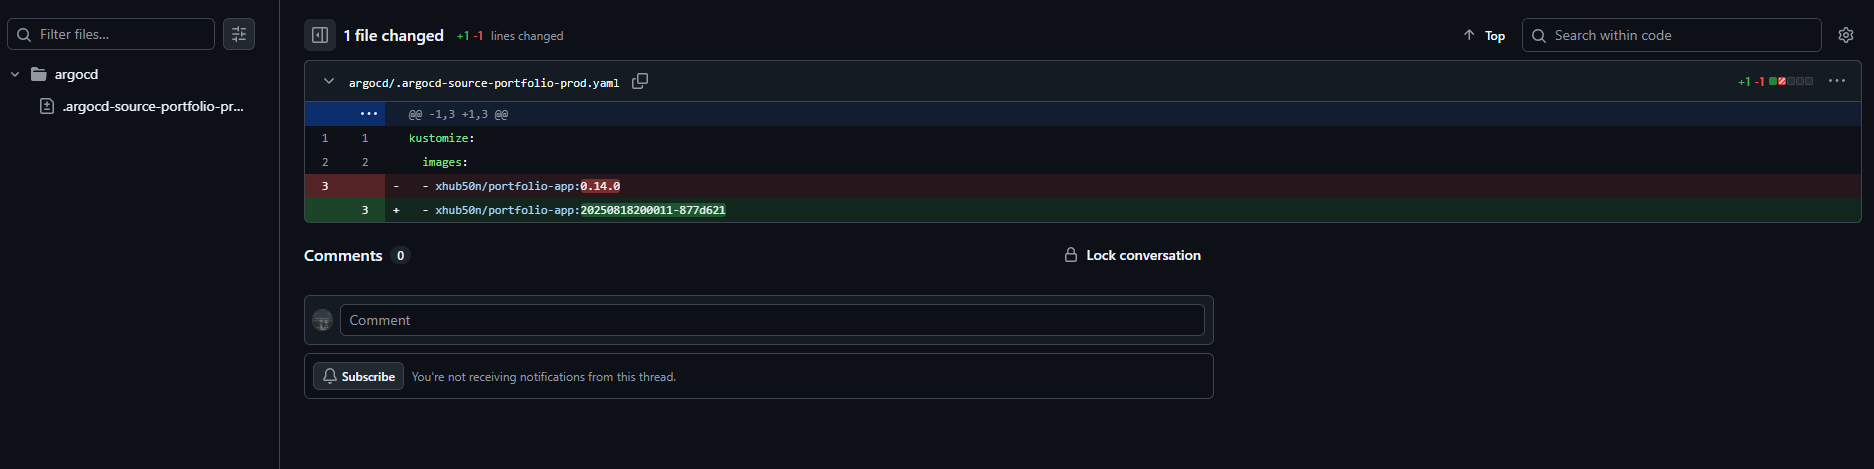 Filter files...
argocd
.argocd-source-portfolio-pr...
1 file changed +1 -1 lines changed
Top
Search within code
argocd/.argocd-source-portfolio-prod.yaml
+1 -1
@@ -1,3 +1,3 @@
1 1 kustomize:
2 2 images:
3 - - xhub50n/portfolio-app:0.14.0
3 + - xhub50n/portfolio-app:20250818200011-877d621
Comments 0
Lock conversation
Comment
Subscribe You're not receiving notifications from this thread.